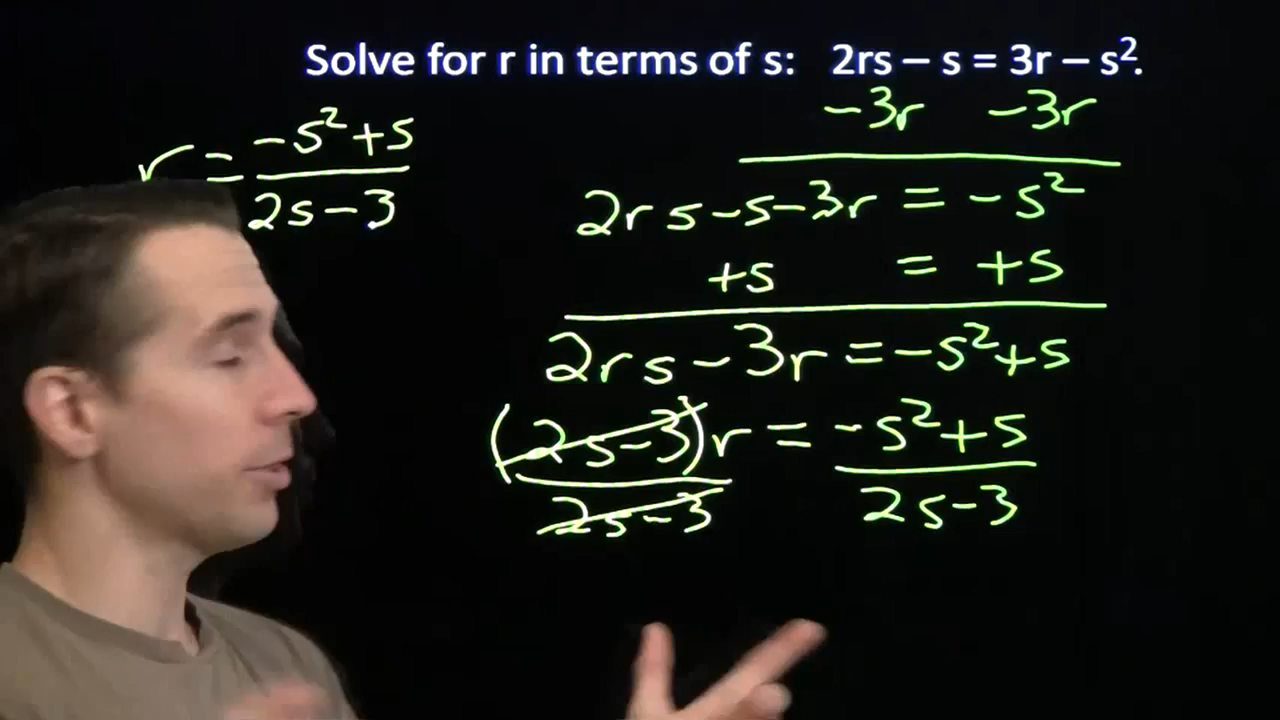 Solve for r in terms of s: 2rs – s = 3r – s².
-3r -3r
r = (-s²+s)/(2s-3)
2rs-s-3r = -s²
+s = +s
2rs-3r = -s²+s
(2s-3)r = -s²+s
2s-3 2s-3